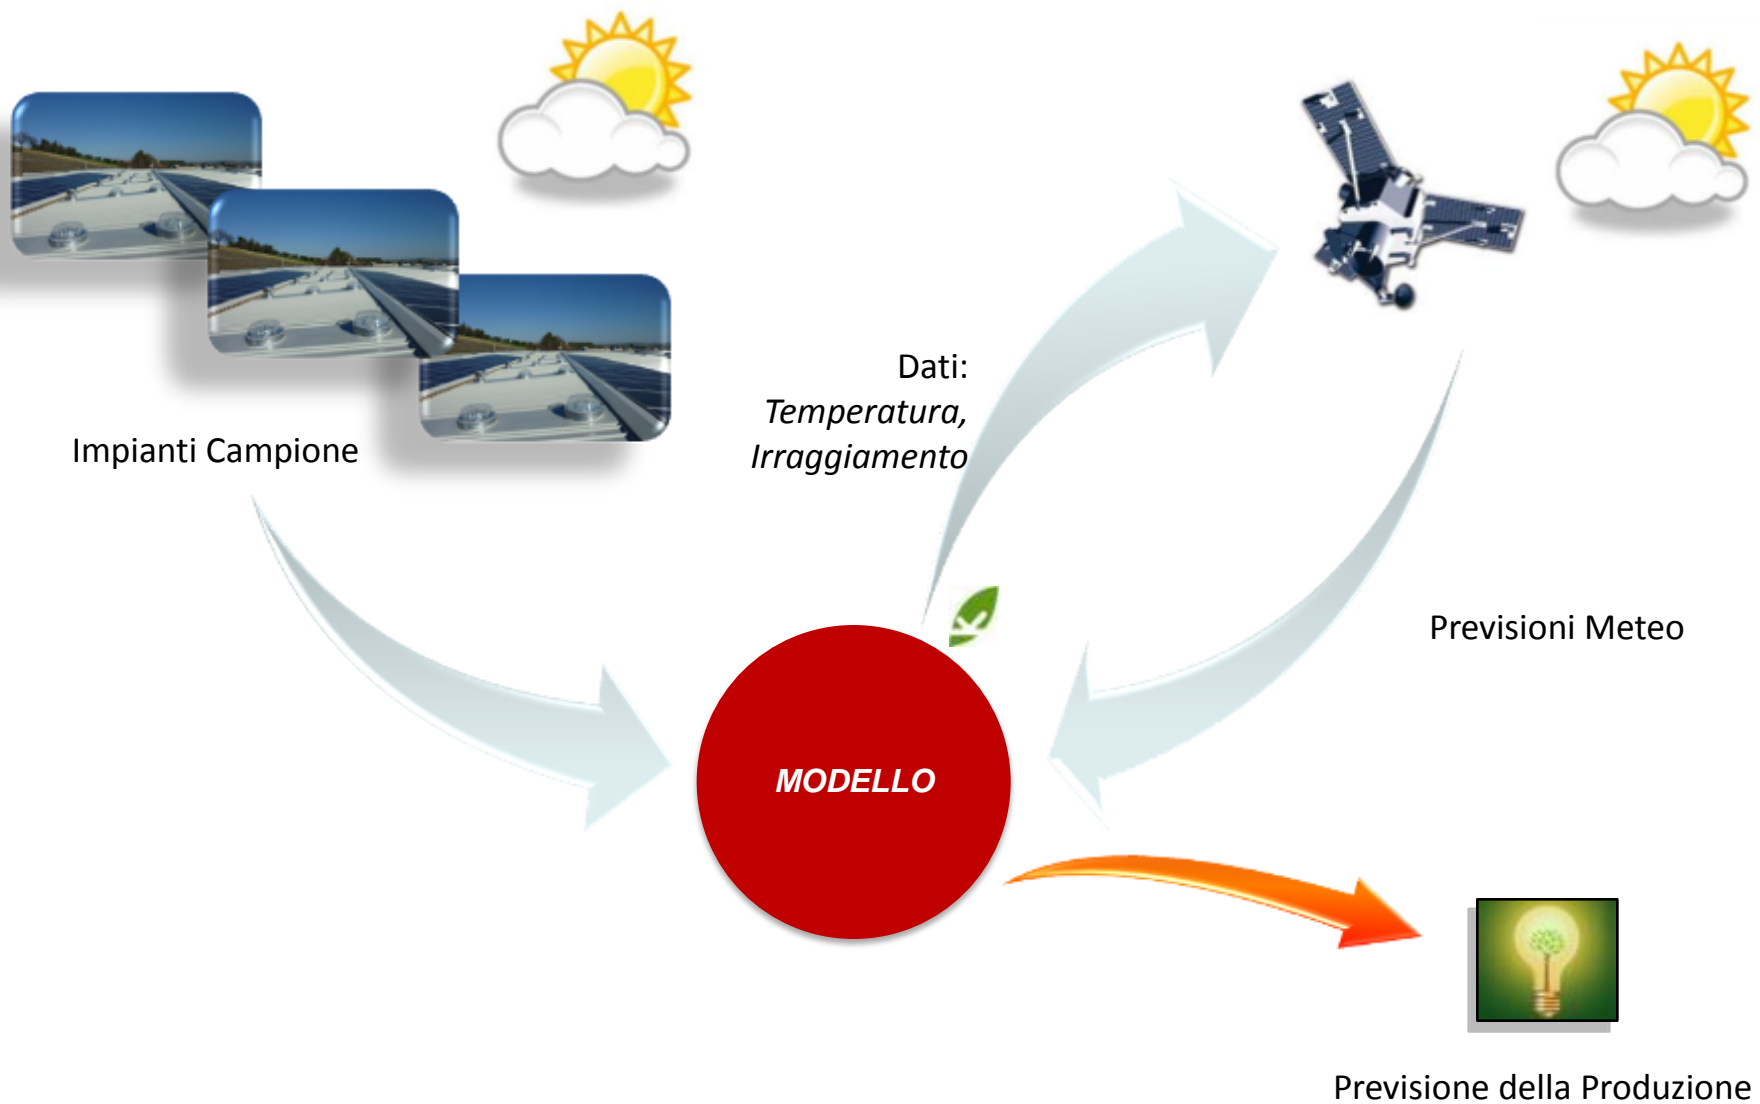 Dati:
Temperatura,
Irraggiamento
Impianti Campione
Previsioni Meteo
MODELLO
Previsione della Produzione